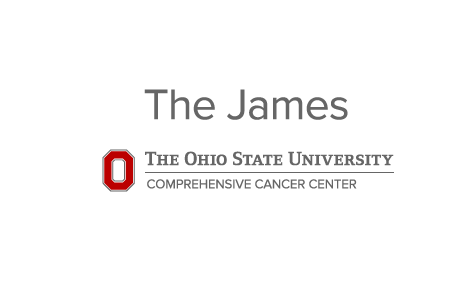 The James
THE OHIO STATE UNIVERSITY
COMPREHENSIVE CANCER CENTER